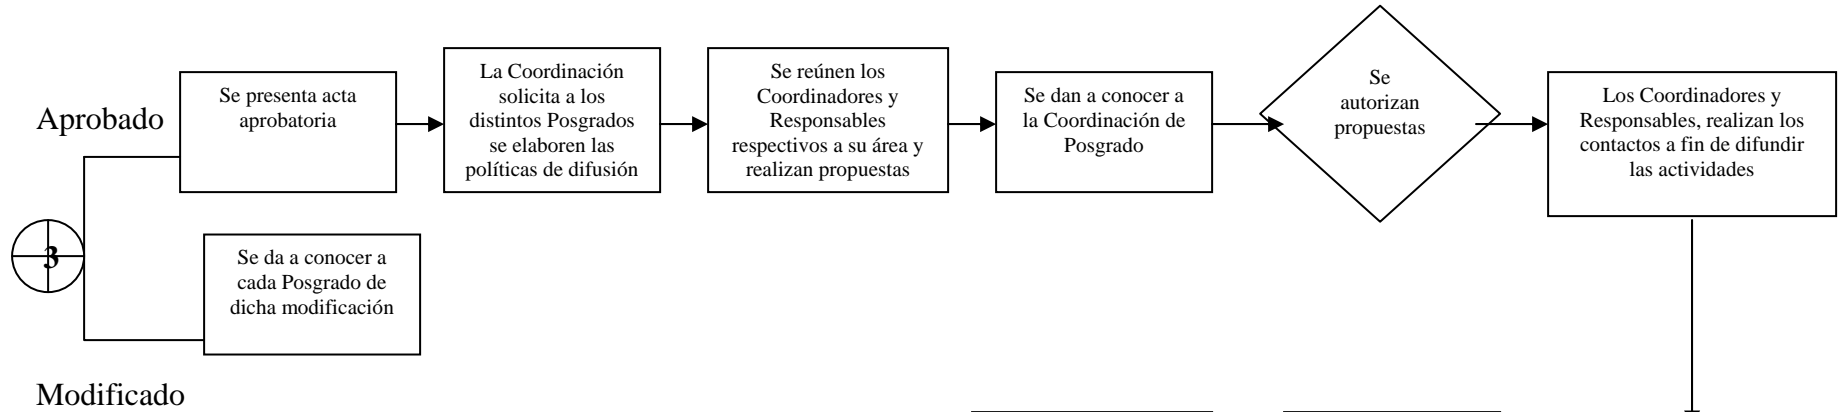 Aprobado
Se presenta acta
aprobatoria
La Coordinación
solicita a los
distintos Posgrados
se elaboren las
políticas de difusión
Se reúnen los
Coordinadores y
Responsables
respectivos a su área y
realizan propuestas
Se dan a conocer a
la Coordinación de
Posgrado
Se
autorizan
propuestas
Los Coordinadores y
Responsables, realizan los
contactos a fin de difundir
las actividades
3
Se da a conocer a
cada Posgrado de
dicha modificación
Modificado